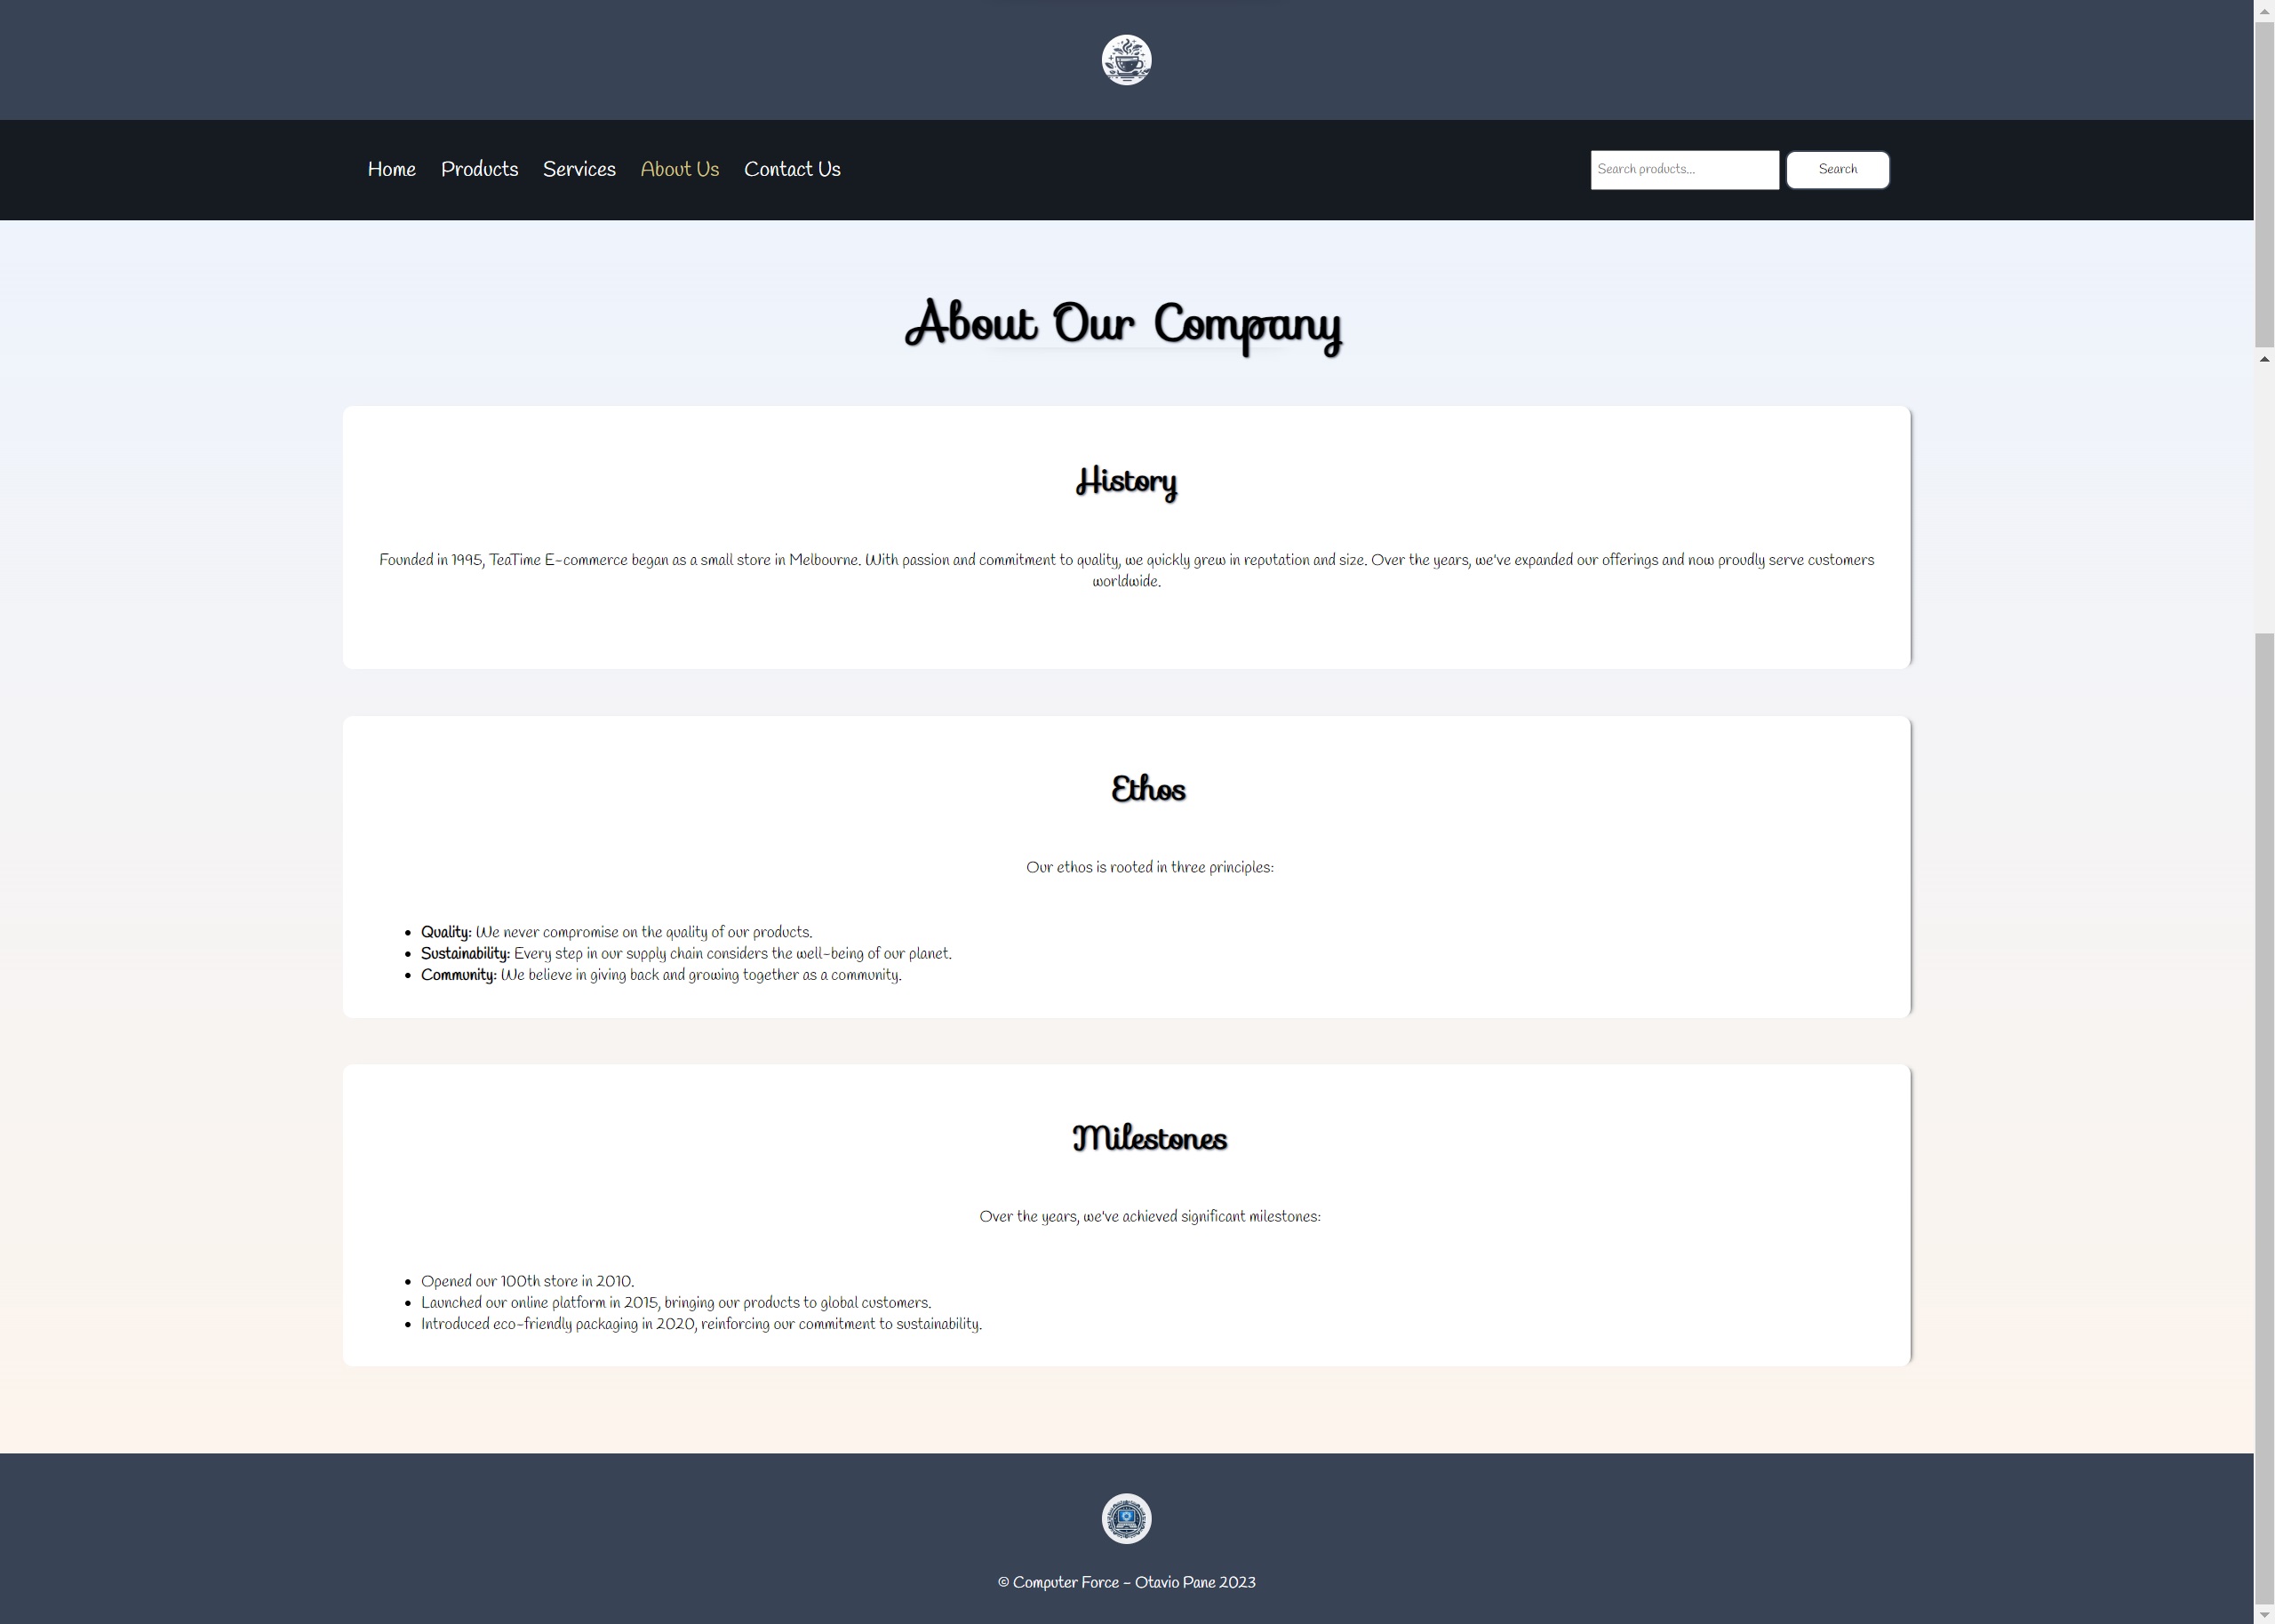 Home Products Services About Us Contact Us
Search products... Search
About Our Company
History
Founded in 1995, TeaTime E-commerce began as a small store in Melbourne. With passion and commitment to quality, we quickly grew in reputation and size. Over the years, we've expanded our offerings and now proudly serve customers
worldwide.
Ethos
Our ethos is rooted in three principles:
• Quality: We never compromise on the quality of our products.
• Sustainability: Every step in our supply chain considers the well-being of our planet.
• Community: We believe in giving back and growing together as a community.
Milestones
Over the years, we've achieved significant milestones:
• Opened our 100th store in 2010.
• Launched our online platform in 2015, bringing our products to global customers.
• Introduced eco-friendly packaging in 2020, reinforcing our commitment to sustainability.
© Computer Force - Otavio Pane 2023